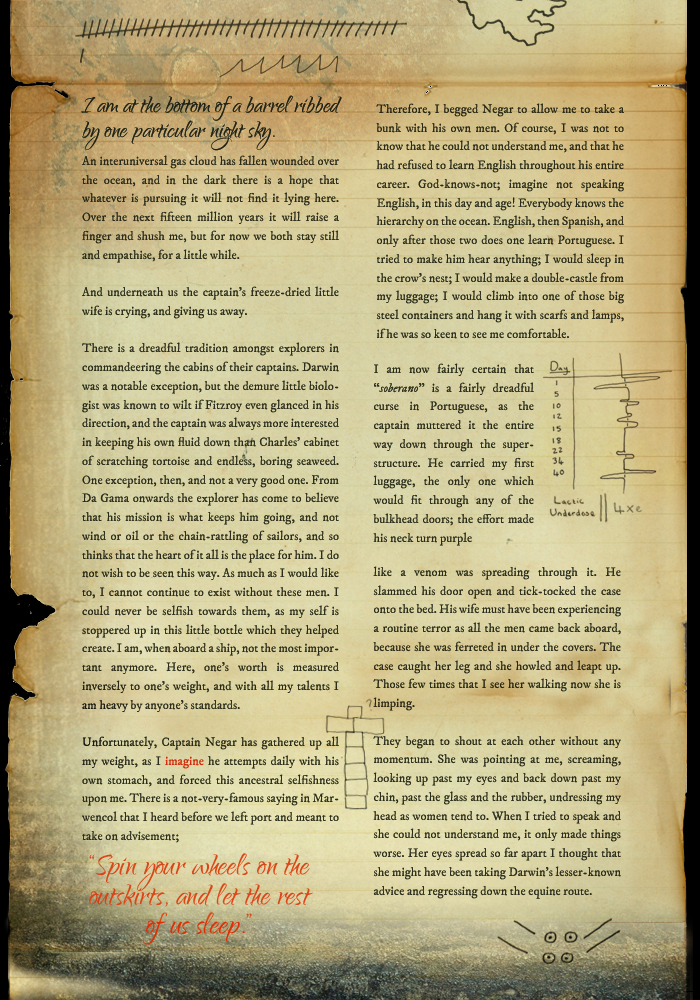 I am at the bottom of a barrel ribbed
by one particular night sky.
An interuniversal gas cloud has fallen wounded over
the ocean, and in the dark there is a hope that
whatever is pursuing it will not find it lying here.
Over the next fifteen million years it will raise a
finger and shush me, but for now we both stay still
and empathise, for a little while.
And underneath us the captain's freeze-dried little
wife is crying, and giving us away.
There is a dreadful tradition amongst explorers in
commandeering the cabins of their captains. Darwin
was a notable exception, but the demure little biolo-
gist was known to wilt if Fitzroy even glanced in his
direction, and the captain was always more interested
in keeping his own fluid down than Charles' cabinet
of scratching tortoise and endless, boring seaweed.
One exception, then, and not a very good one. From
Da Gama onwards the explorer has come to believe
that his mission is what keeps him going, and not
wind or oil or the chain-rattling of sailors, and so
thinks that the heart of it all is the place for him. I do
not wish to be seen this way. As much as I would like
to, I cannot continue to exist without these men. I
could never be selfish towards them, as my self is
stoppered up in this little bottle which they helped
create. I am, when aboard a ship, not the most impor-
tant anymore. Here, one's worth is measured
inversely to one's weight, and with all my talents I
am heavy by anyone's standards.
Unfortunately, Captain Negar has gathered up all
my weight, as I imagine he attempts daily with his
own stomach, and forced this ancestral selfishness
upon me. There is a not-very-famous saying in Mar-
wencol that I heard before we left port and meant to
take on advisement;
"Spin your wheels on the
outskirts, and let the rest
of us sleep."
Therefore, I begged Negar to allow me to take a
bunk with his own men. Of course, I was not to
know that he could not understand me, and that he
had refused to learn English throughout his entire
career. God-knows-not; imagine not speaking
English, in this day and age! Everybody knows the
hierarchy on the ocean. English, then Spanish, and
only after those two does one learn Portuguese. I
tried to make him hear anything; I would sleep in
the crow's nest; I would make a double-castle from
my luggage; I would climb into one of those big
steel containers and hang it with scarfs and lamps,
if he was so keen to see me comfortable.
I am now fairly certain that
"soberano" is a fairly dreadful
curse in Portuguese, as the
captain muttered it the entire
way down through the super-
structure. He carried my first
luggage, the only one which
would fit through any of the
bulkhead doors; the effort made
his neck turn purple
Day
1
5
10
12
15
18
22
34
40
Lactic
Underdose
4xe
like a venom was spreading through it. He
slammed his door open and tick-tocked the case
onto the bed. His wife must have been experiencing
a routine terror as all the men came back aboard,
because she was ferreted in under the covers. The
case caught her leg and she howled and leapt up.
Those few times that I see her walking now she is
?limping.
They began to shout at each other without any
momentum. She was pointing at me, screaming,
looking up past my eyes and back down past my
chin, past the glass and the rubber, undressing my
head as women tend to. When I tried to speak and
she could not understand me, it only made things
worse. Her eyes spread so far apart I thought that
she might have been taking Darwin's lesser-known
advice and regressing down the equine route.